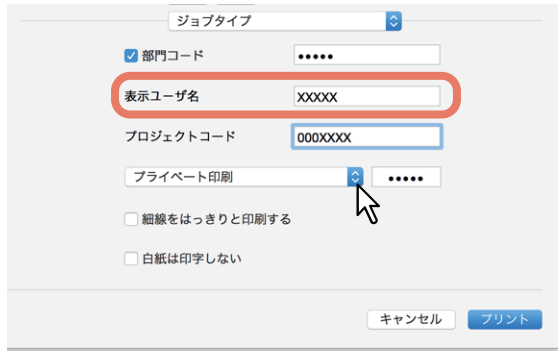 ジョブタイプ
部門コード •••••
表示ユーザ名 XXXXX
プロジェクトコード 000XXXX
プライベート印刷 •••••
細線をはっきりと印刷する
白紙は印字しない
キャンセル プリント